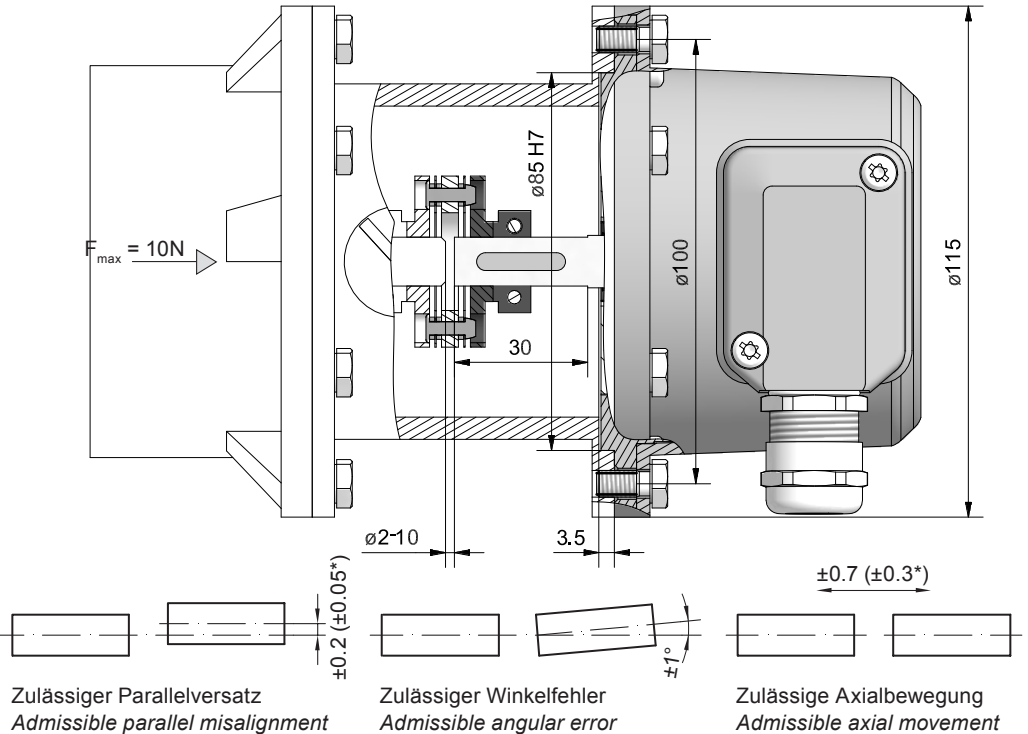 ø85 H7
ø100
ø115
Fmax = 10N
30
ø2-10
3.5
±0.2 (±0.05*)
±1°
±0.7 (±0.3*)
Zulässiger Parallelversatz
Admissible parallel misalignment
Zulässiger Winkelfehler
Admissible angular error
Zulässige Axialbewegung
Admissible axial movement